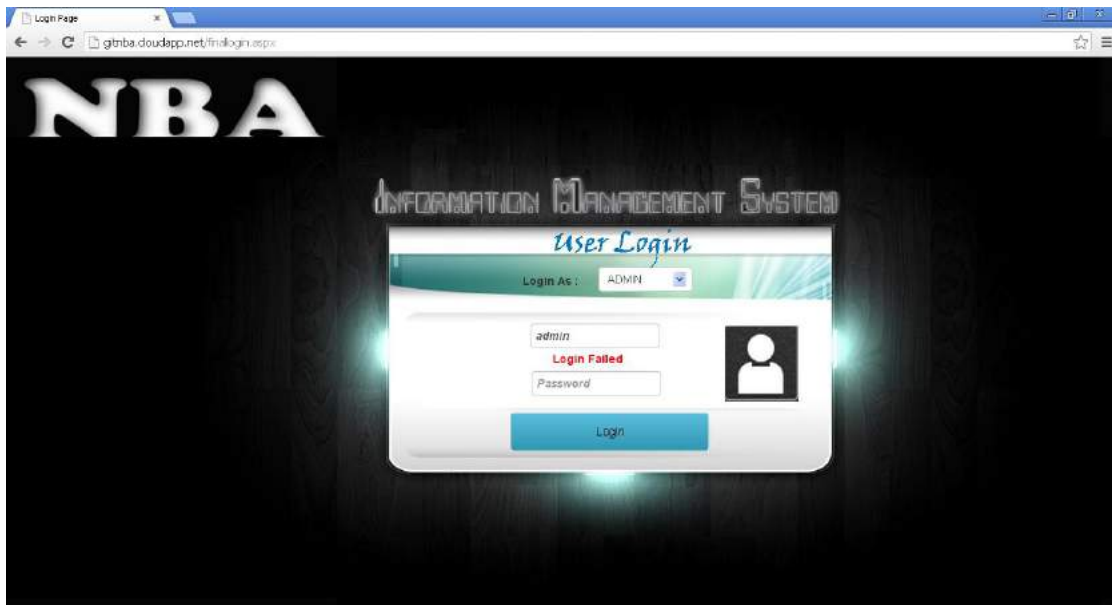 Login Page
gitnba.cloudapp.net/finallogin.aspx
NBA
Information Management System
User Login
Login As : ADMIN
admin
Login Failed
Password
Login